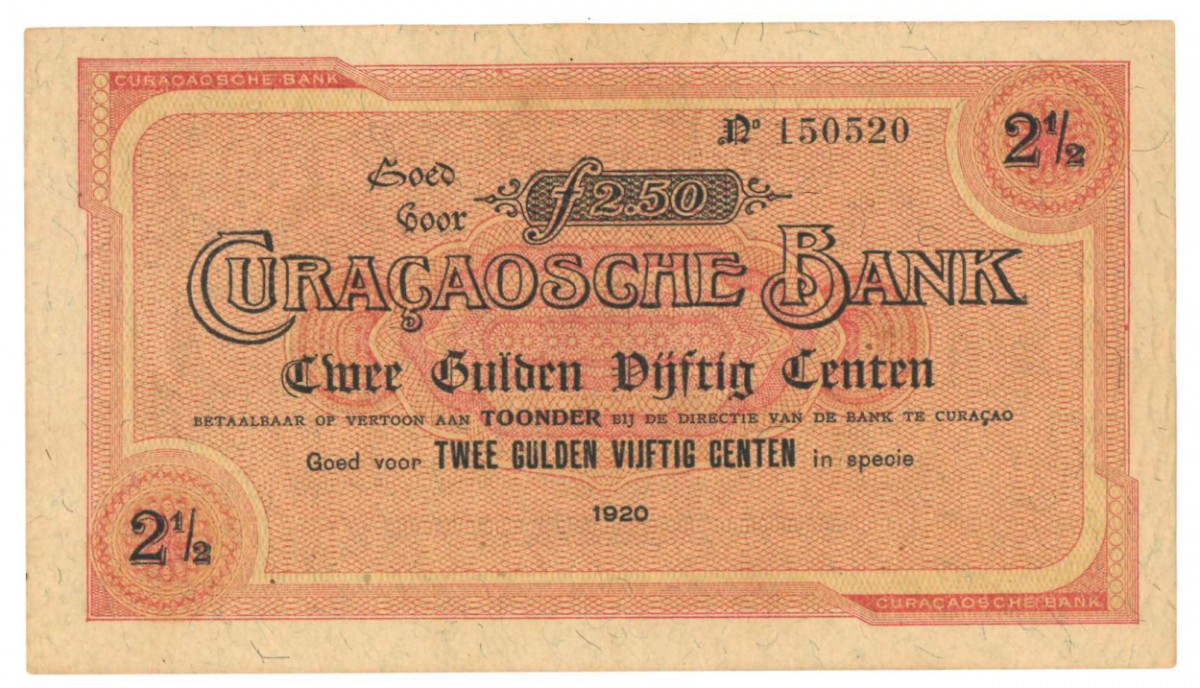 CURAÇAOSCHE BANK
Nº 150520
2½
Goed
Voor
ƒ2.50
CURAÇAOSCHE BANK
Twee Gulden Vijftig Centen
BETAALBAAR OP VERTOON AAN TOONDER BIJ DE DIRECTIE VAN DE BANK TE CURAÇAO
Goed voor TWEE GULDEN VIJFTIG CENTEN in specie
1920
2½
CURAÇAOSCHE BANK